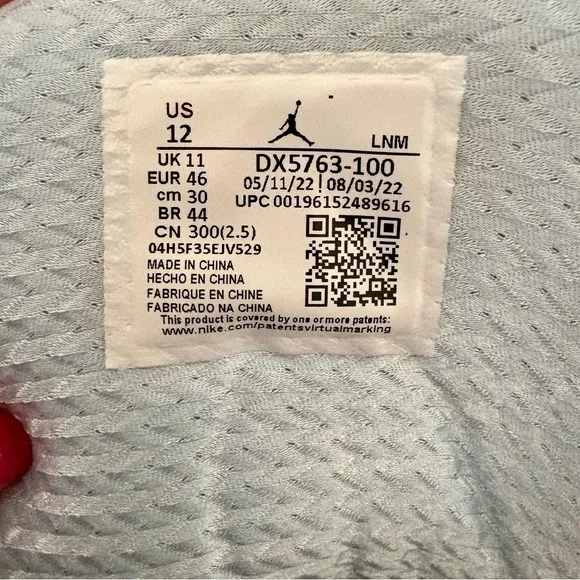 US
12
LNM
UK 11
DX5763-100
EUR 46
05/11/22 | 08/03/22
cm 30
UPC 00196152489616
BR 44
CN 300(2.5)
04H5F35EJV529
MADE IN CHINA
HECHO EN CHINA
FABRIQUE EN CHINE
FABRICADO NA CHINA
This product is covered by one or more patents:
www.nike.com/patentsvirtualmarking